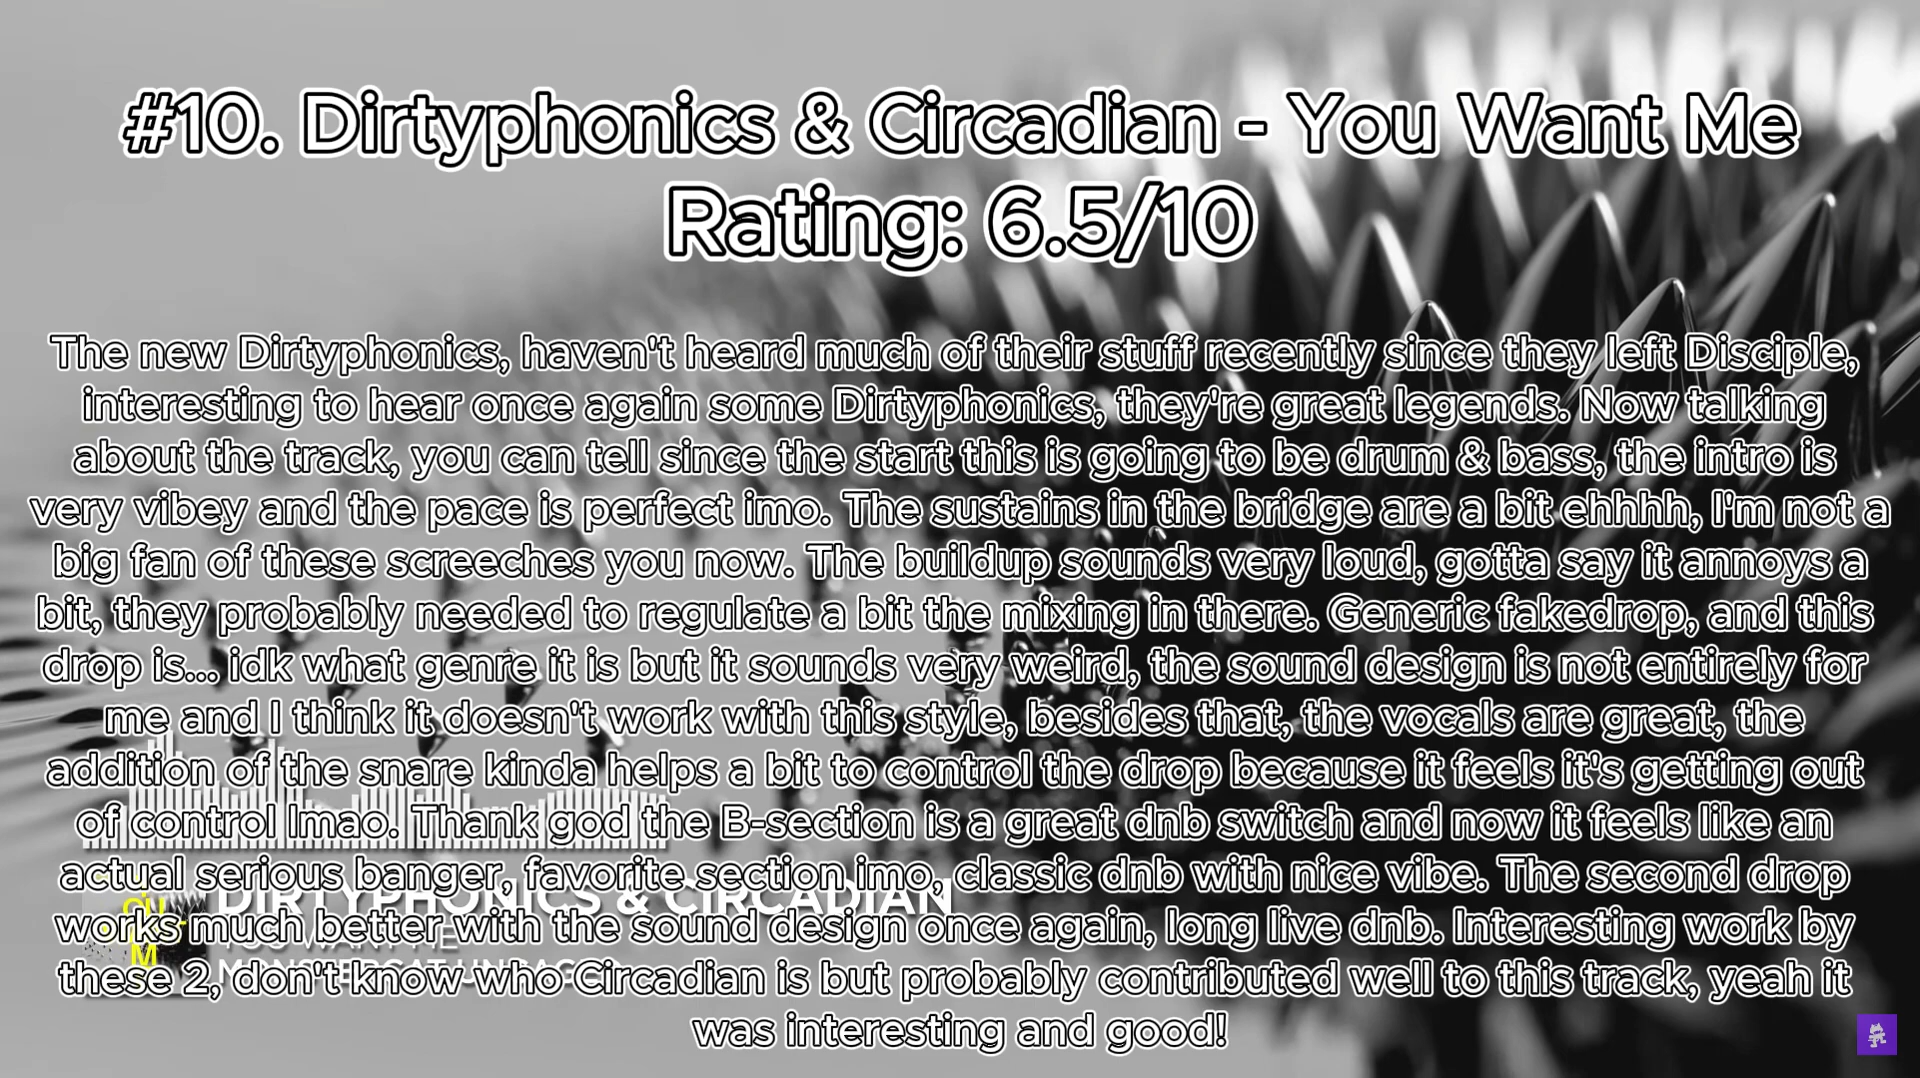 #10. Dirtyphonics & Circadian - You Want Me
Rating: 6.5/10
The new Dirtyphonics, haven't heard much of their stuff recently since they left Disciple,
interesting to hear once again some Dirtyphonics, they're great legends. Now talking
about the track, you can tell since the start this is going to be drum & bass, the intro is
very vibey and the pace is perfect imo. The sustains in the bridge are a bit ehhhh, I'm not a
big fan of these screeches you now. The buildup sounds very loud, gotta say it annoys a
bit, they probably needed to regulate a bit the mixing in there. Generic fakedrop, and this
drop is... idk what genre it is but it sounds very weird, the sound design is not entirely for
me and I think it doesn't work with this style, besides that, the vocals are great, the
addition of the snare kinda helps a bit to control the drop because it feels it's getting out
of control lmao. Thank god the B-section is a great dnb switch and now it feels like an
actual serious banger, favorite section imo, classic dnb with nice vibe. The second drop
DIRTYPHONICS & CIRCADIAN
works much better with the sound design once again, long live dnb. Interesting work by
YOU WANT ME
these 2, don't know who Circadian is but probably contributed well to this track, yeah it
MONSTERCAT UNCAGED
was interesting and good!